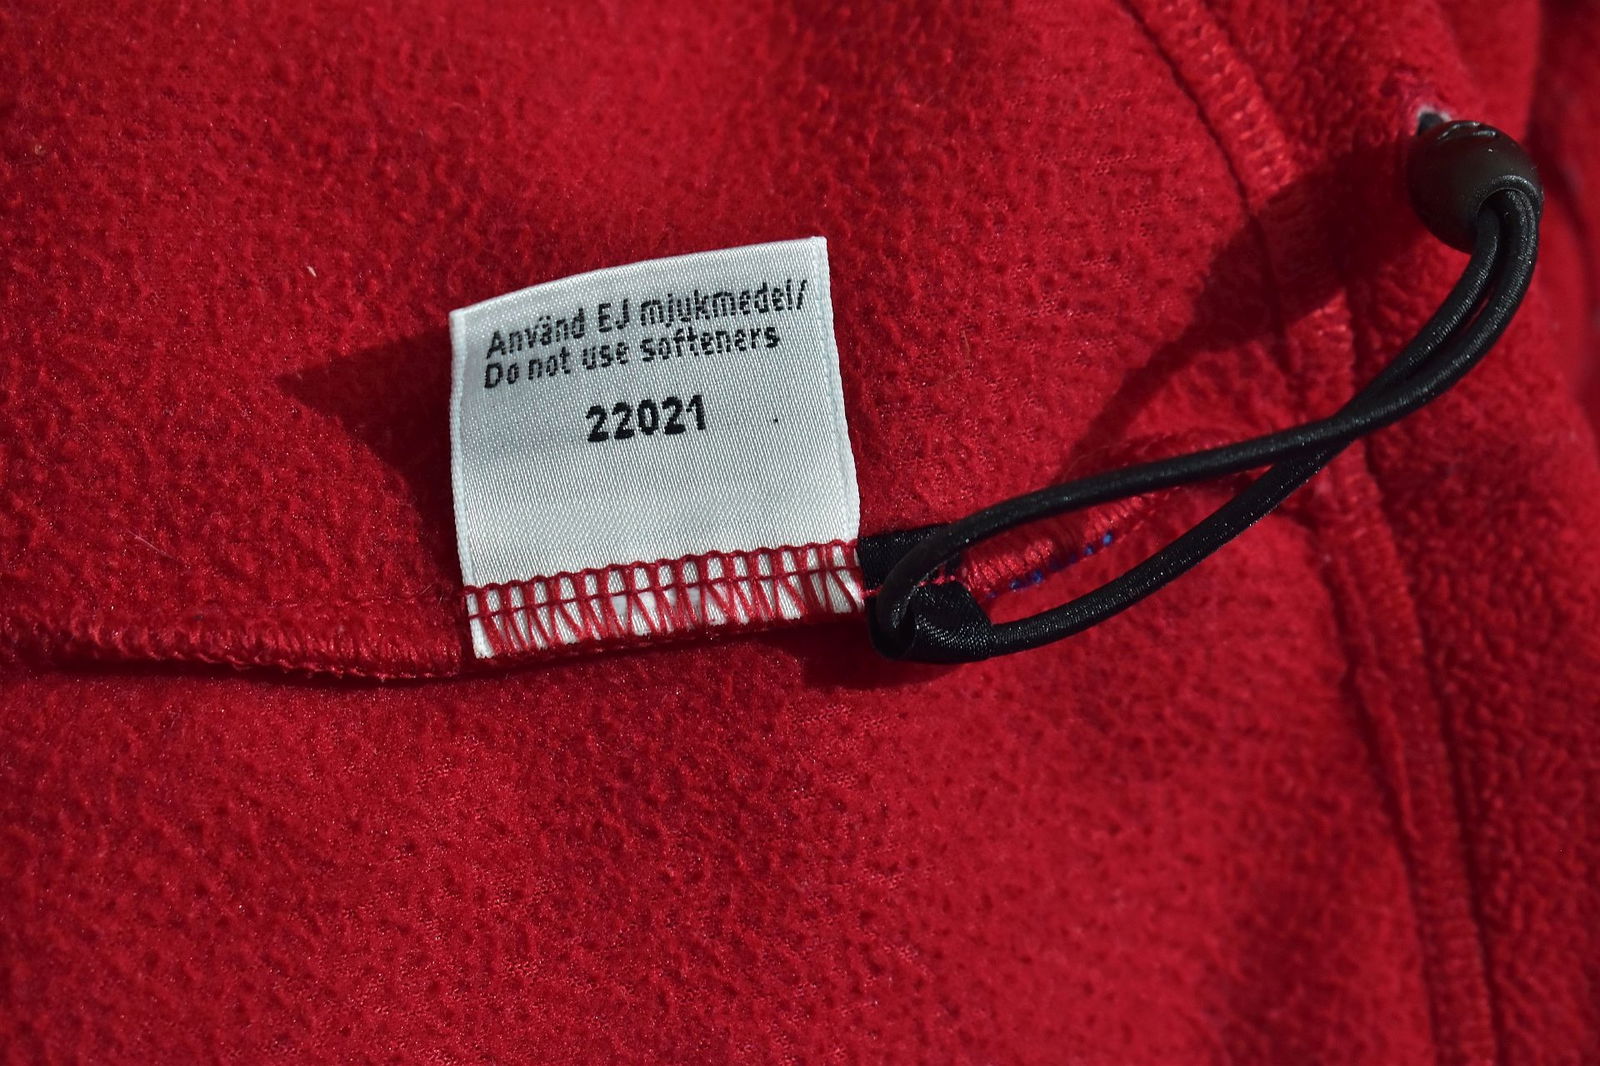 Använd EJ mjukmedel/
Do not use softeners
22021